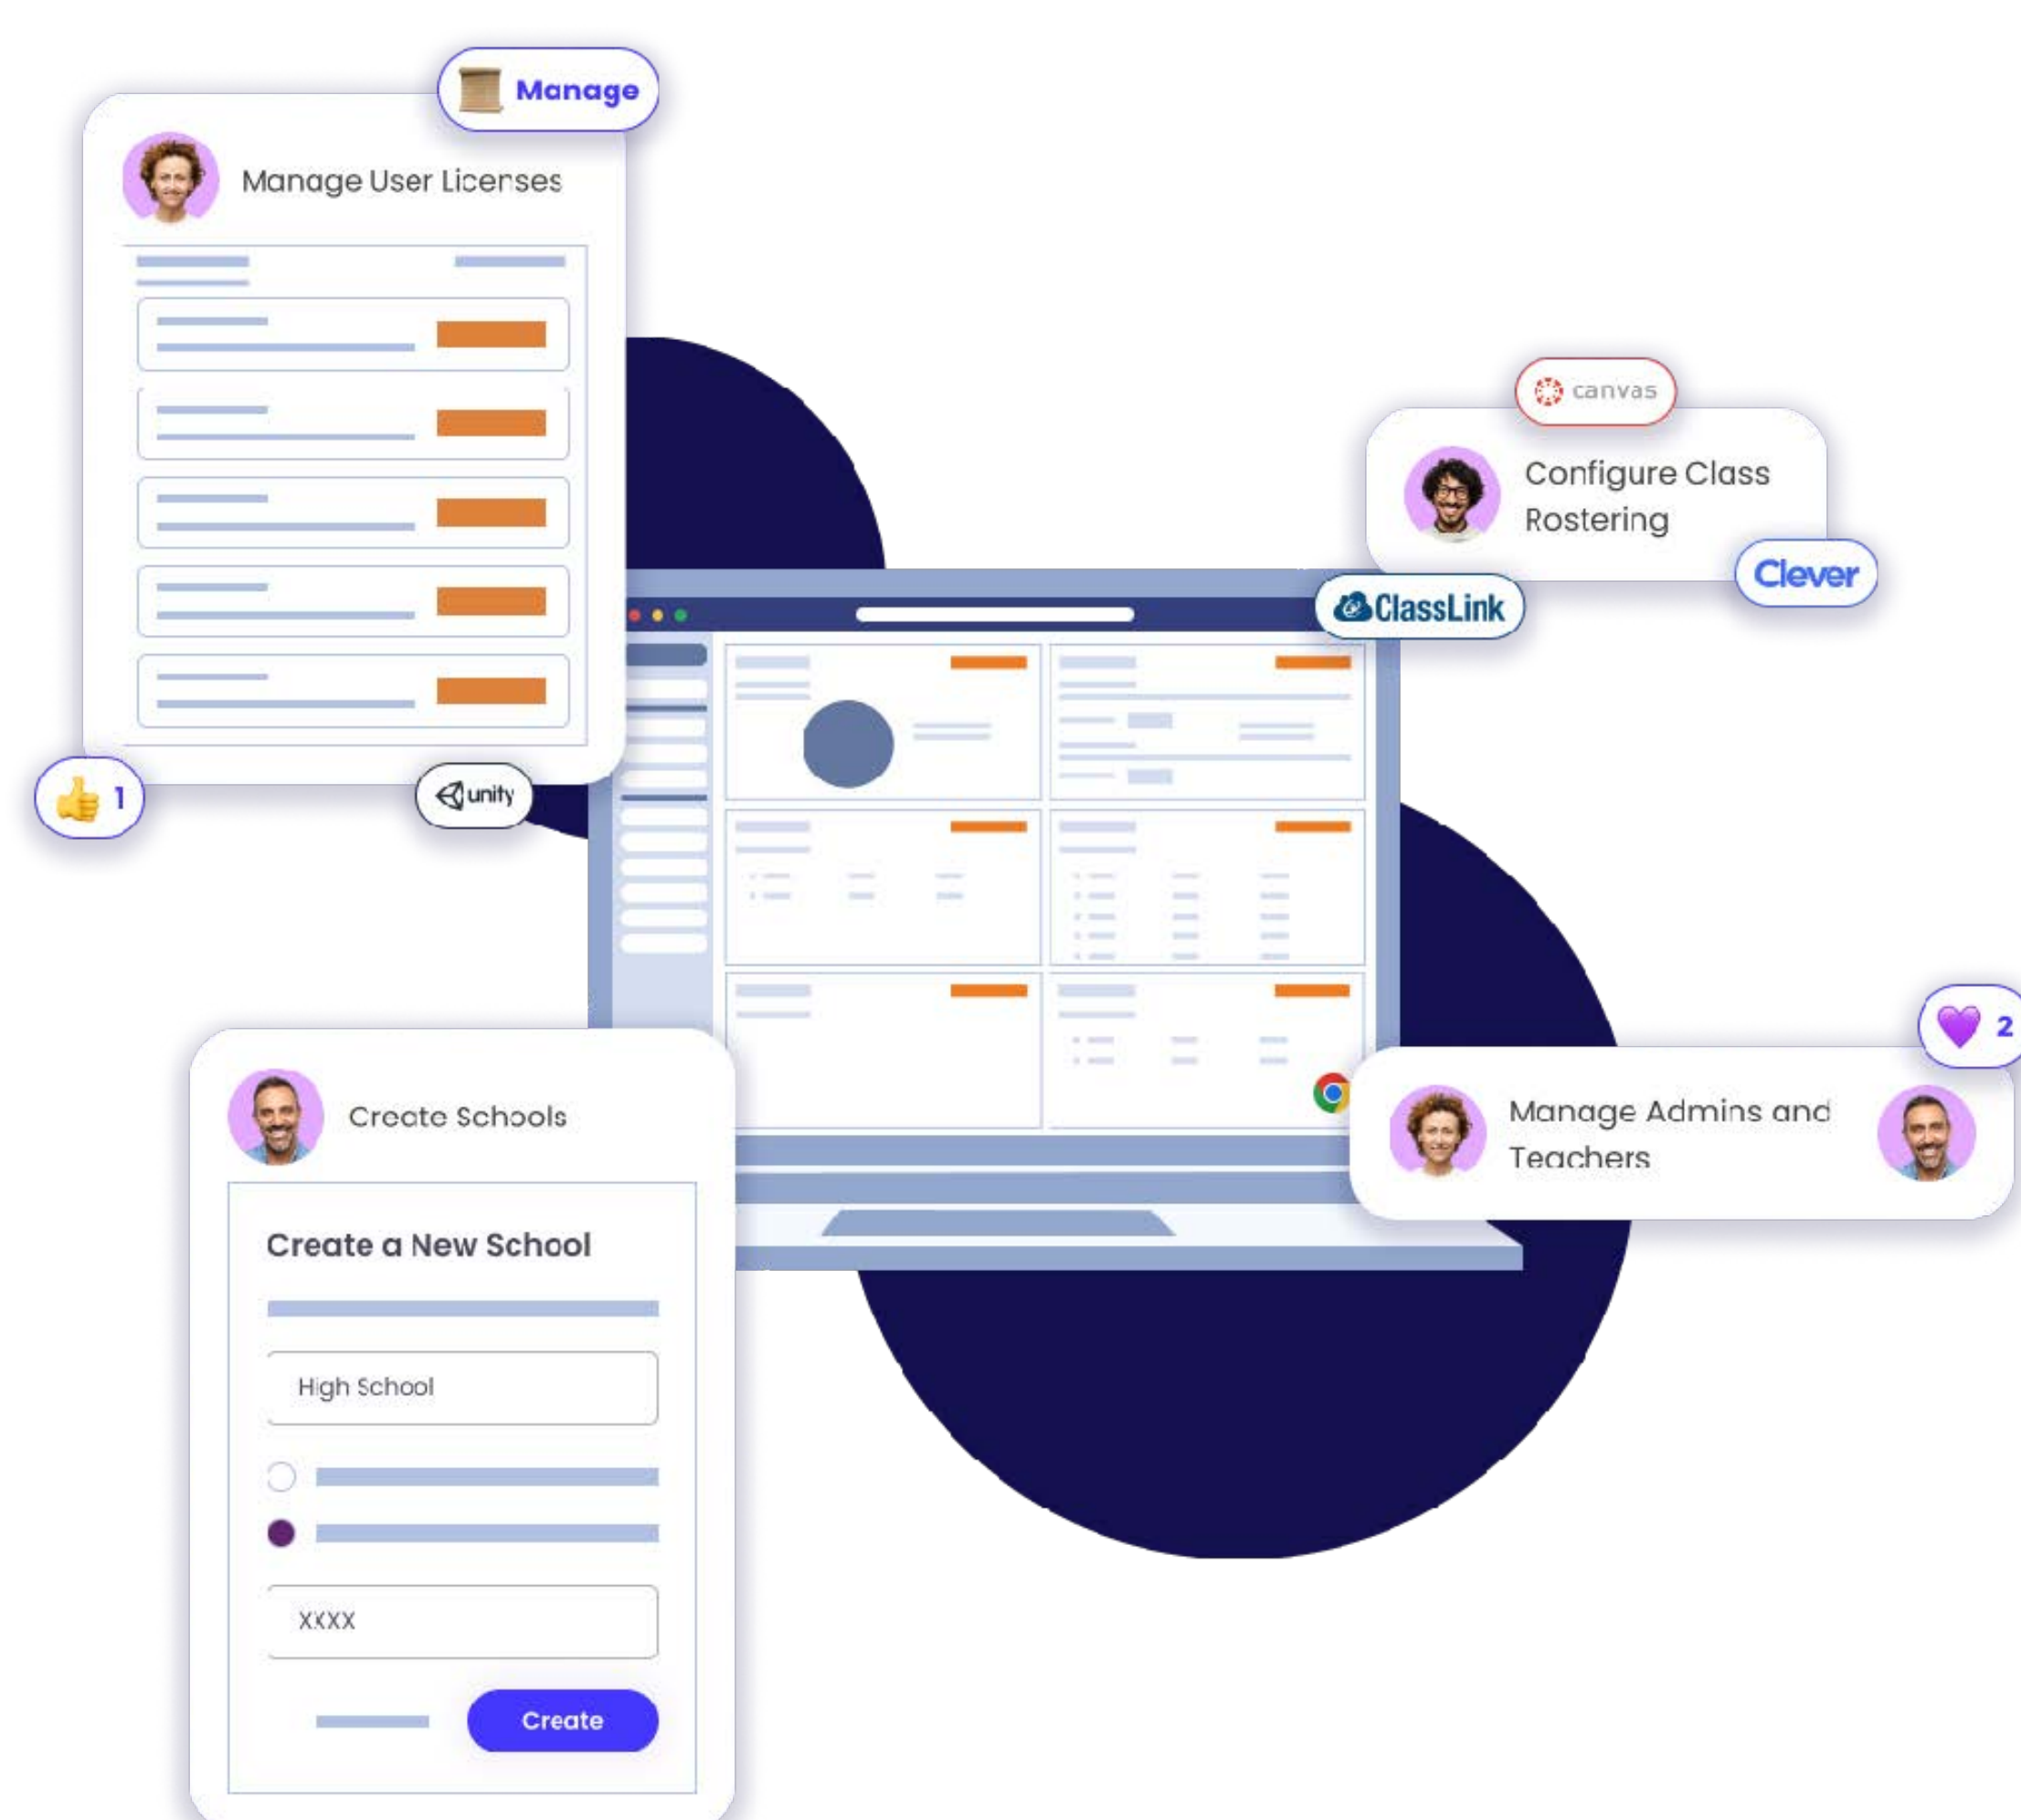 Manage
Manage User Licenses
1
unity
canvas
Configure Class
Rostering
Clever
ClassLink
2
Manage Admins and
Teachers
Create Schools
Create a New School
High School
XXXX
Create